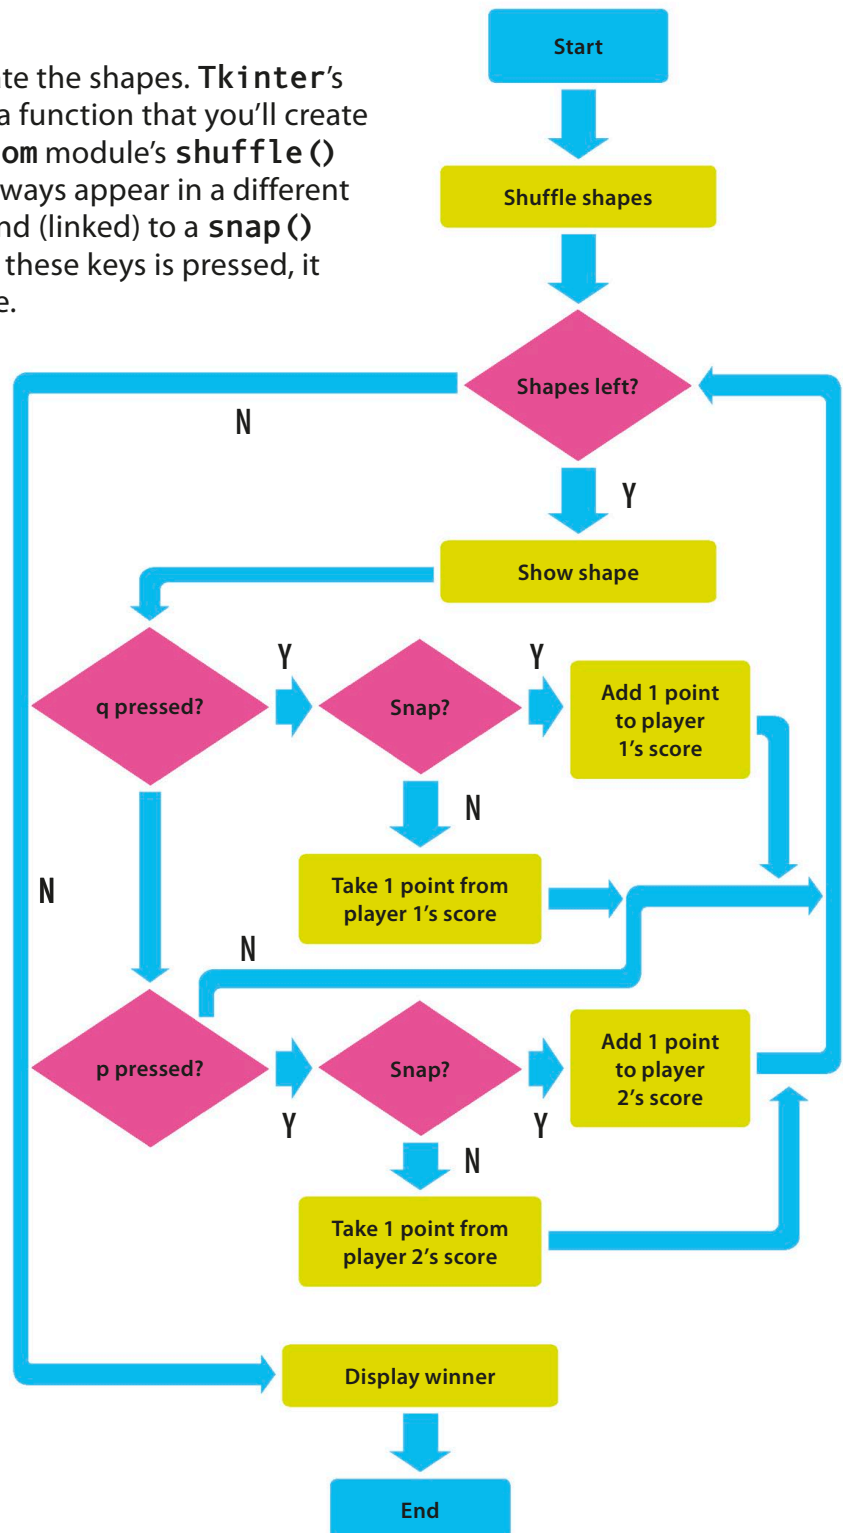 ate the shapes. Tkinter's
a function that you'll create
om module's shuffle()
ways appear in a different
nd (linked) to a snap()
these keys is pressed, it
e.
Start
Shuffle shapes
Shapes left?
N
Y
Show shape
q pressed?
Y
Snap?
Y
Add 1 point
to player
1's score
N
Take 1 point from
player 1's score
N
N
p pressed?
Y
Snap?
Y
Add 1 point
to player
2's score
N
Take 1 point from
player 2's score
Display winner
End